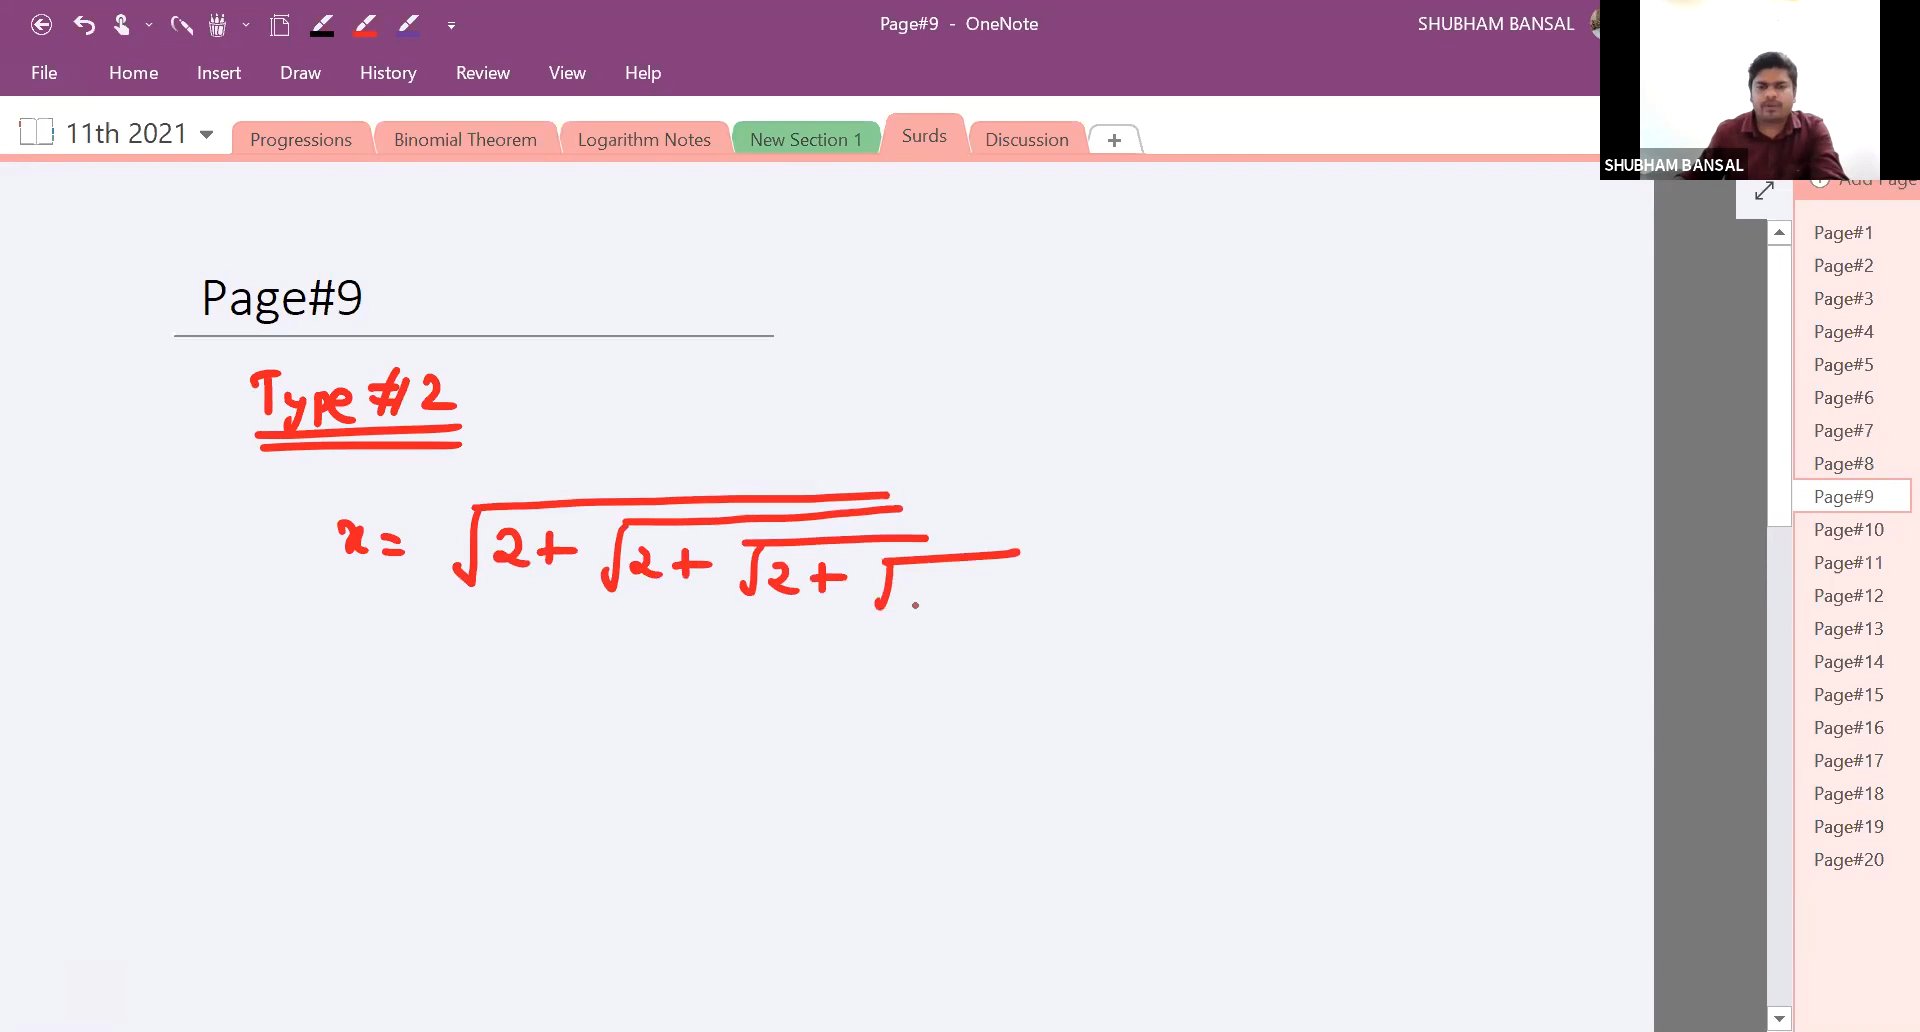 Page#9 - OneNote
SHUBHAM BANSAL
File Home Insert Draw History Review View Help
SHUBHAM BANSAL
11th 2021 Progressions Binomial Theorem Logarithm Notes New Section 1 Surds Discussion +
Add Page
Page#1
Page#2
Page#3
Page#4
Page#5
Page#6
Page#7
Page#8
Page#9
Page#10
Page#11
Page#12
Page#13
Page#14
Page#15
Page#16
Page#17
Page#18
Page#19
Page#20
Page#9
Type #2
x = √2+ √2+ √2+ √